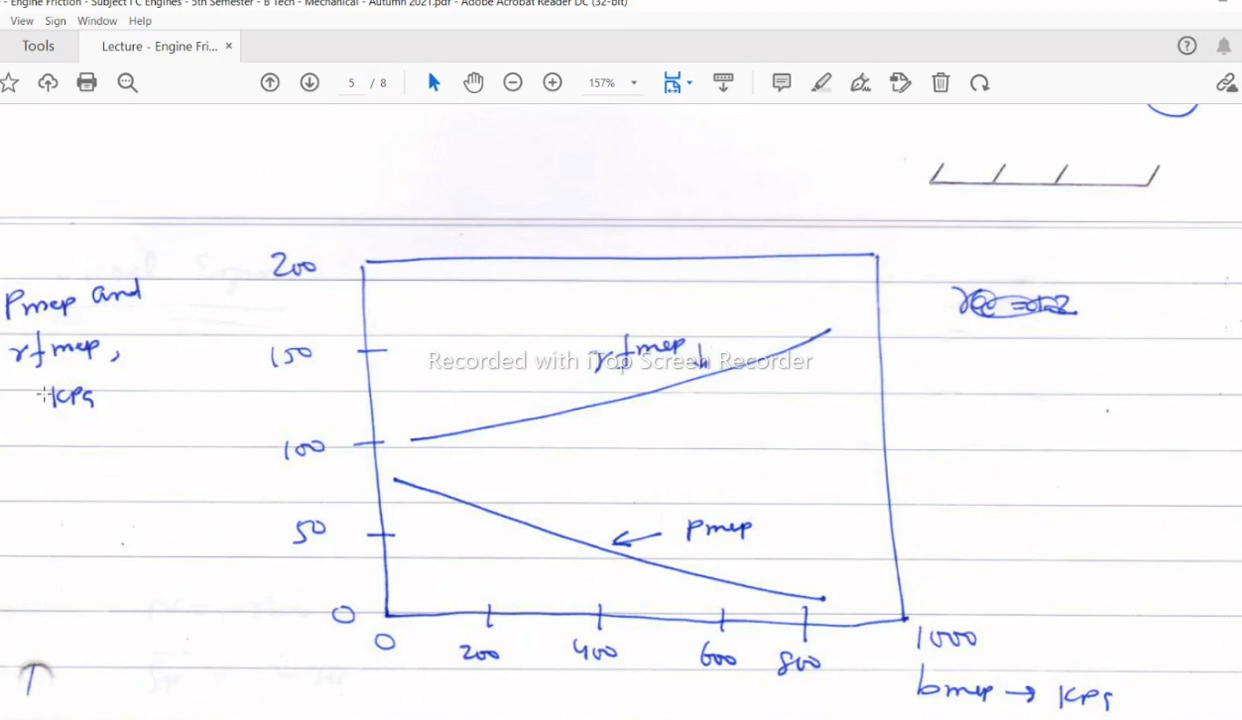 - Engine Friction - Subject I C Engines - 5th Semester - B Tech - Mechanical - Autumn 2021.pdf - Adobe Acrobat Reader DC (32-bit)
View Sign Window Help
Tools Lecture - Engine Fri... ×
5 / 8 157%
200
Pmep and
rfmep,
KPa
150
rfmep
Recorded with iTop Screen Recorder
100
50
Pmep
0
0 200 400 600 800 1000
bmep → KPa